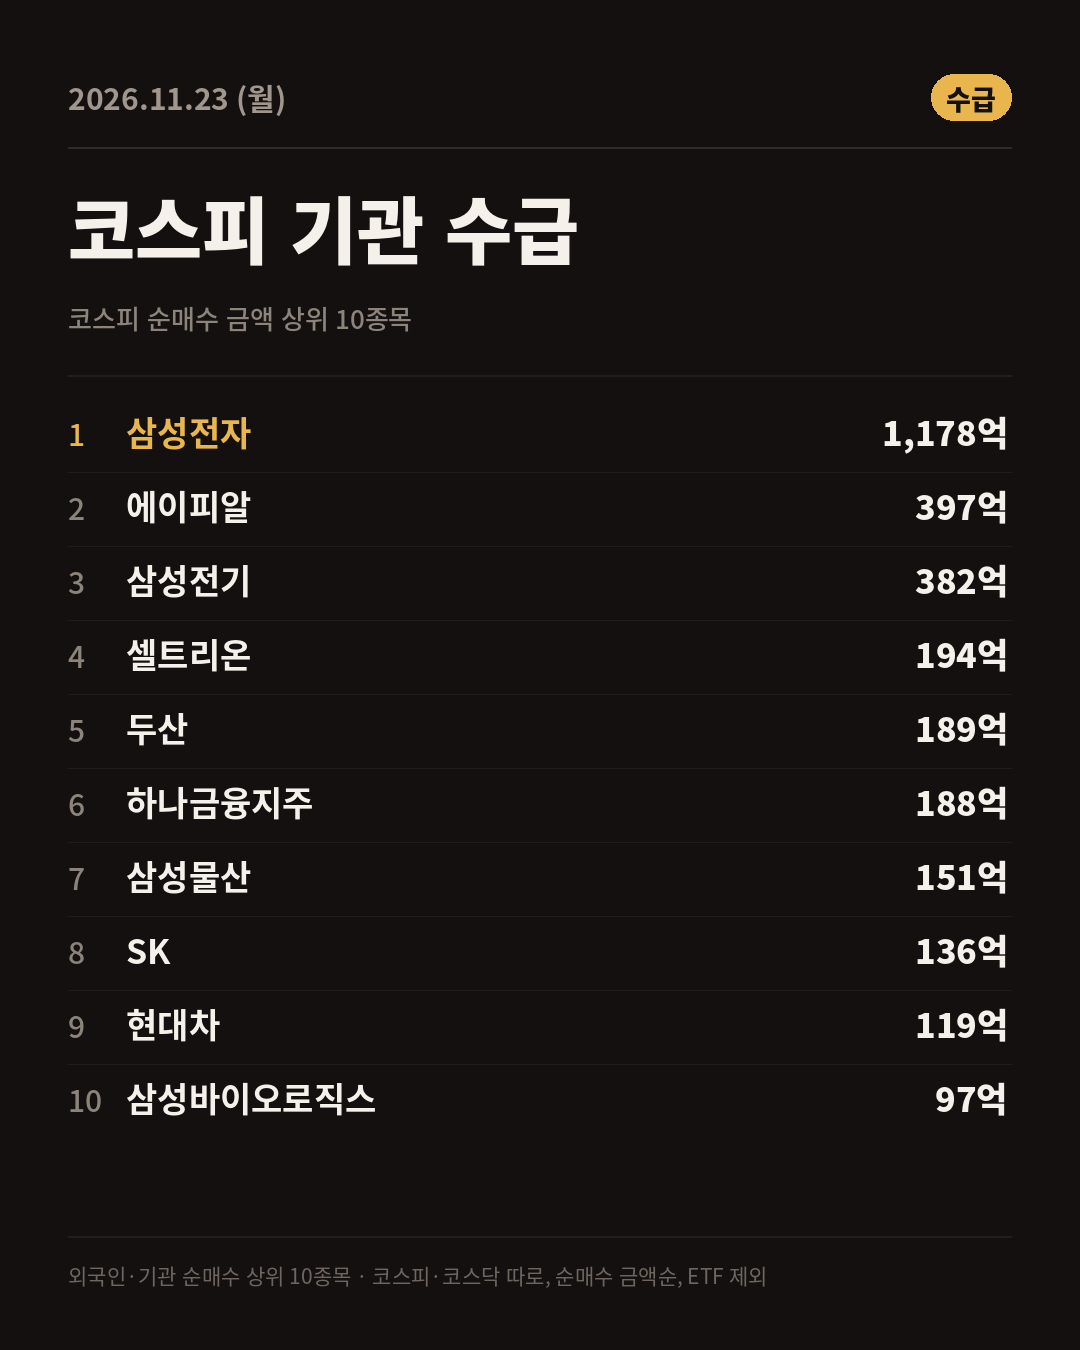 2026.11.23 (월)
수급
코스피 기관 수급
코스피 순매수 금액 상위 10종목
1 삼성전자 1,178억
2 에이피알 397억
3 삼성전기 382억
4 셀트리온 194억
5 두산 189억
6 하나금융지주 188억
7 삼성물산 151억
8 SK 136억
9 현대차 119억
10 삼성바이오로직스 97억
외국인·기관 순매수 상위 10종목 · 코스피·코스닥 따로, 순매수 금액순, ETF 제외